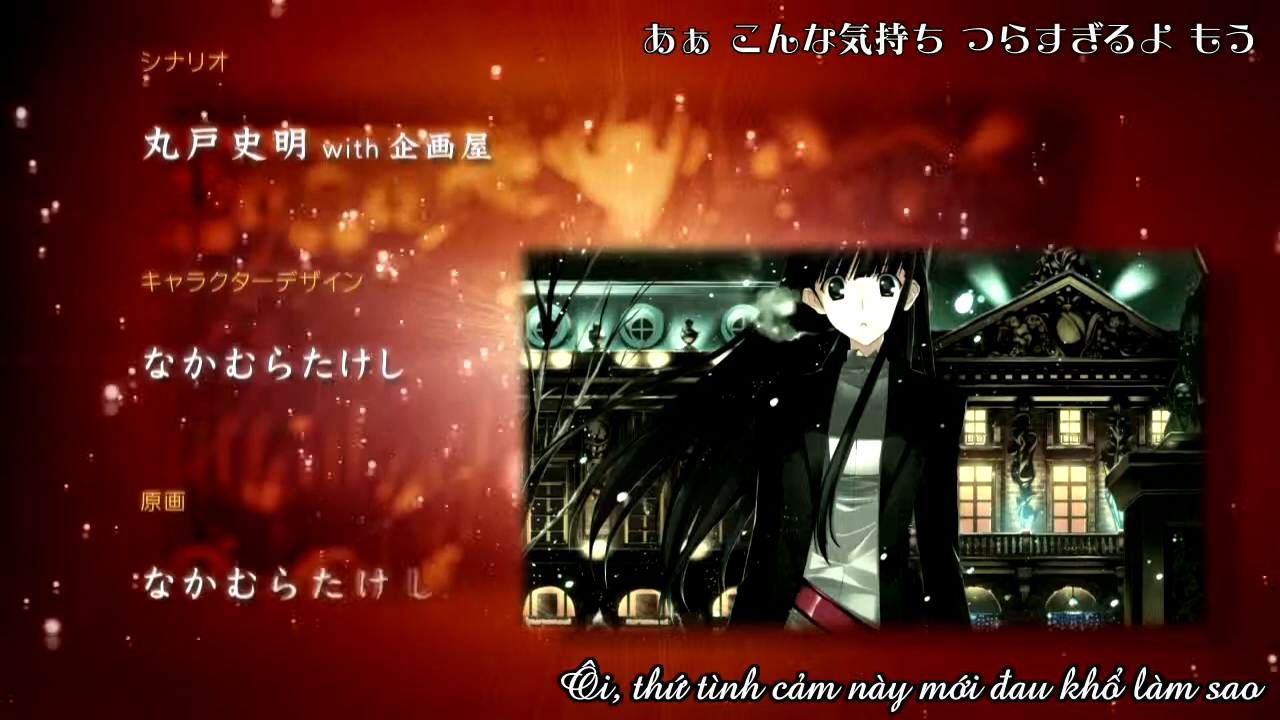 あぁ こんな気持ち つらすぎるよ もう
シナリオ
丸戸史明 with 企画屋
キャラクターデザイン
なかむらたけし
原画
なかむらたけし
Ôi, thứ tình cảm này mới đau khổ làm sao